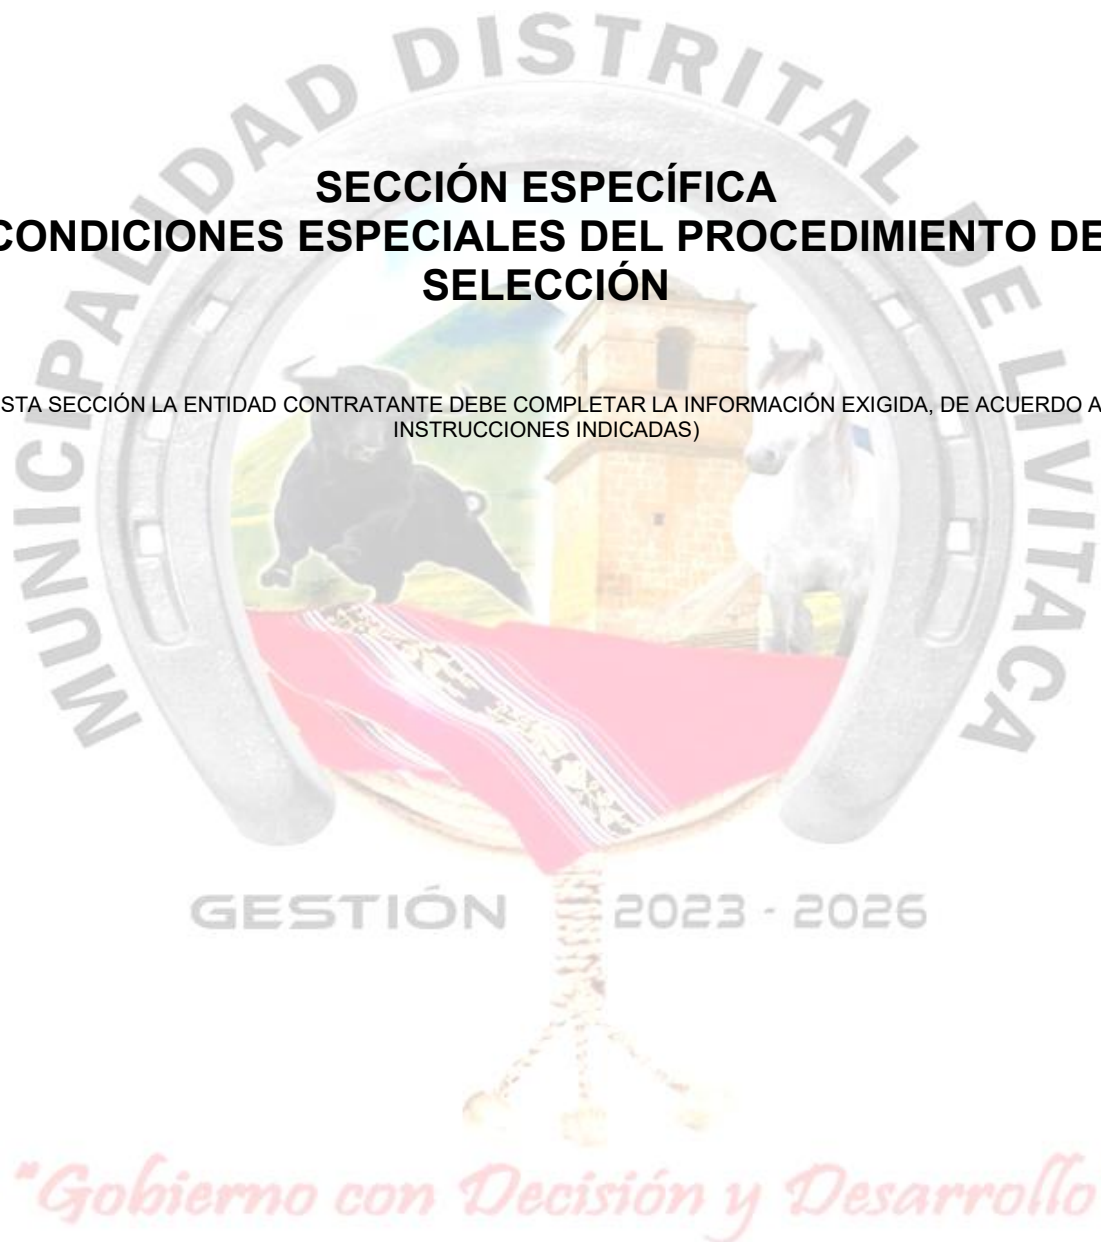 MUNICIPALIDAD DISTRITAL DE LIVITACA
SECCIÓN ESPECÍFICA
CONDICIONES ESPECIALES DEL PROCEDIMIENTO DE
SELECCIÓN
STA SECCIÓN LA ENTIDAD CONTRATANTE DEBE COMPLETAR LA INFORMACIÓN EXIGIDA, DE ACUERDO A
INSTRUCCIONES INDICADAS)
GESTIÓN 2023 - 2026
"Gobierno con Decisión y Desarrollo